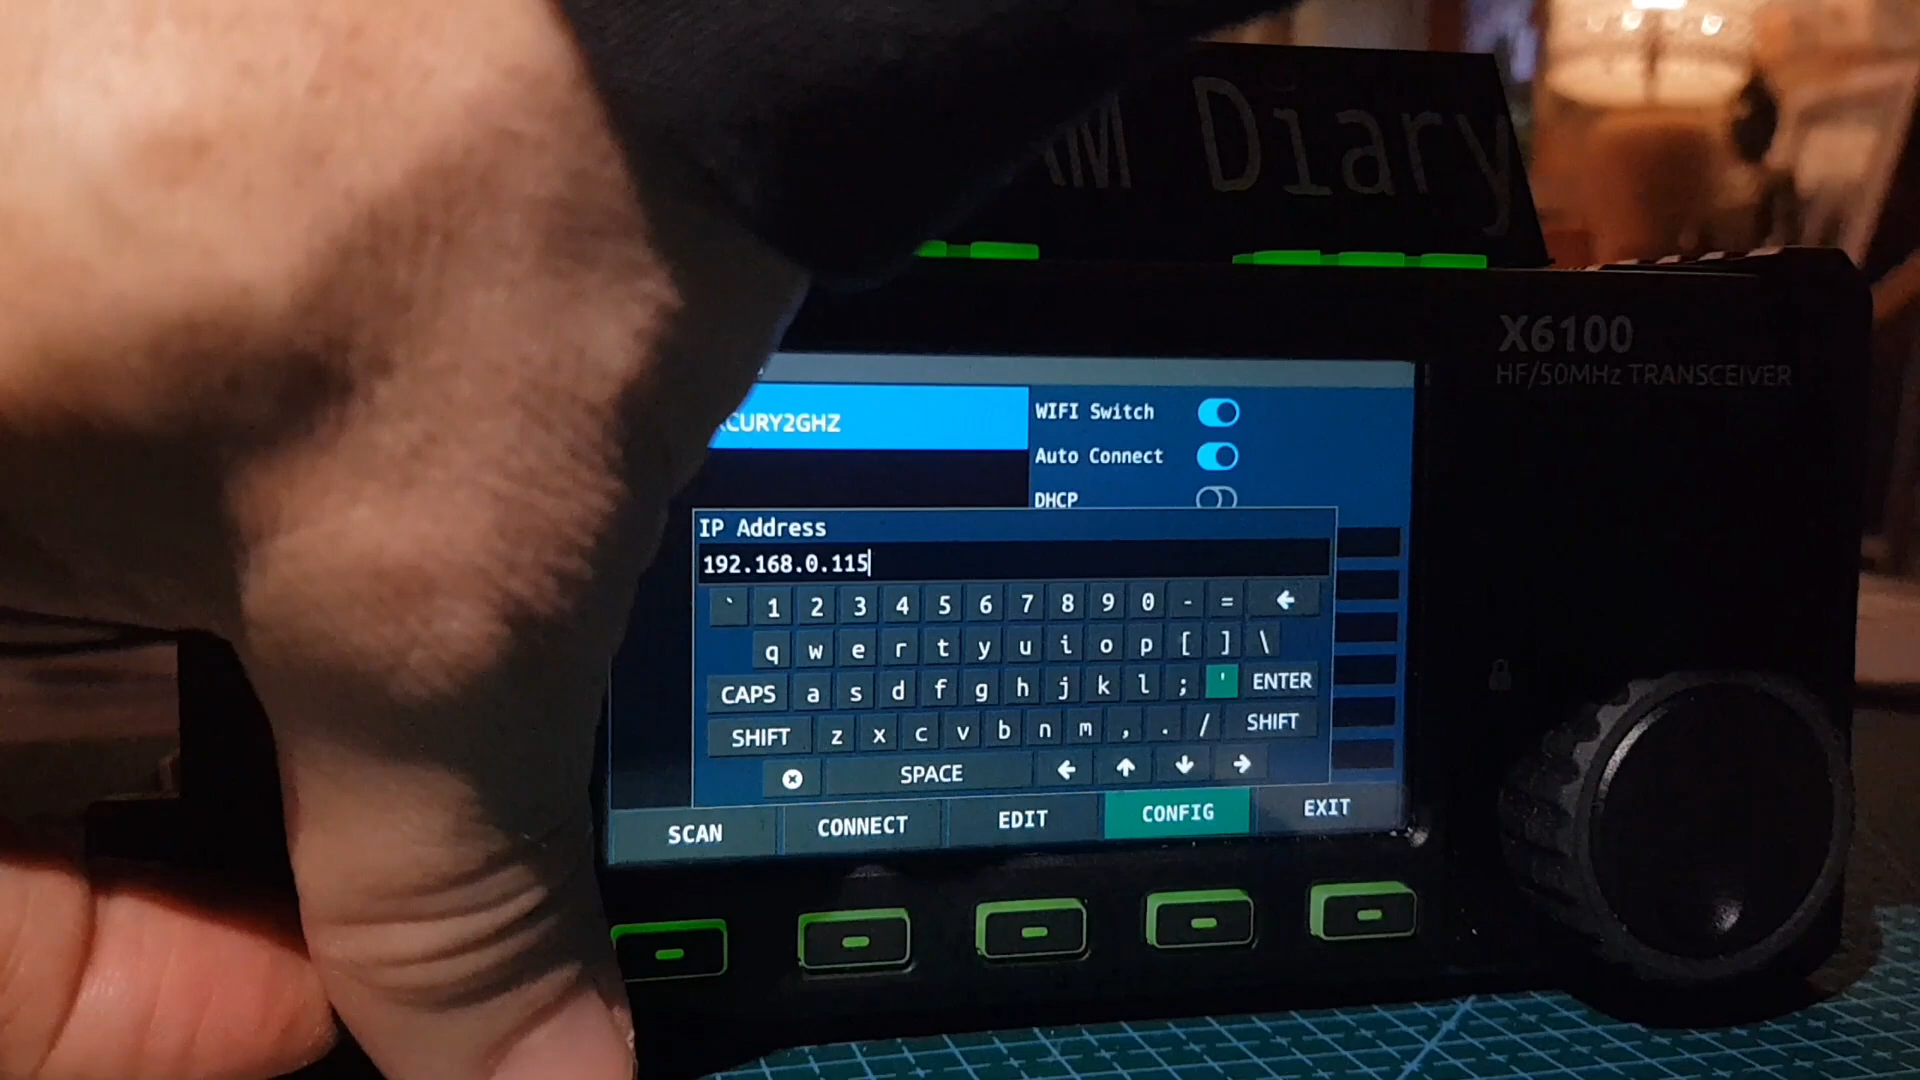 Diary
X6100
HF/50MHz TRANSCEIVER
CURY2GHZ
WIFI Switch
Auto Connect
DHCP
IP Address
192.168.0.115
` 1 2 3 4 5 6 7 8 9 0 - = ←
q w e r t y u i o p [ ] \
CAPS a s d f g h j k l ; ' ENTER
SHIFT z x c v b n m , . / SHIFT
SPACE ← ↑ ↓ →
SCAN CONNECT EDIT CONFIG EXIT